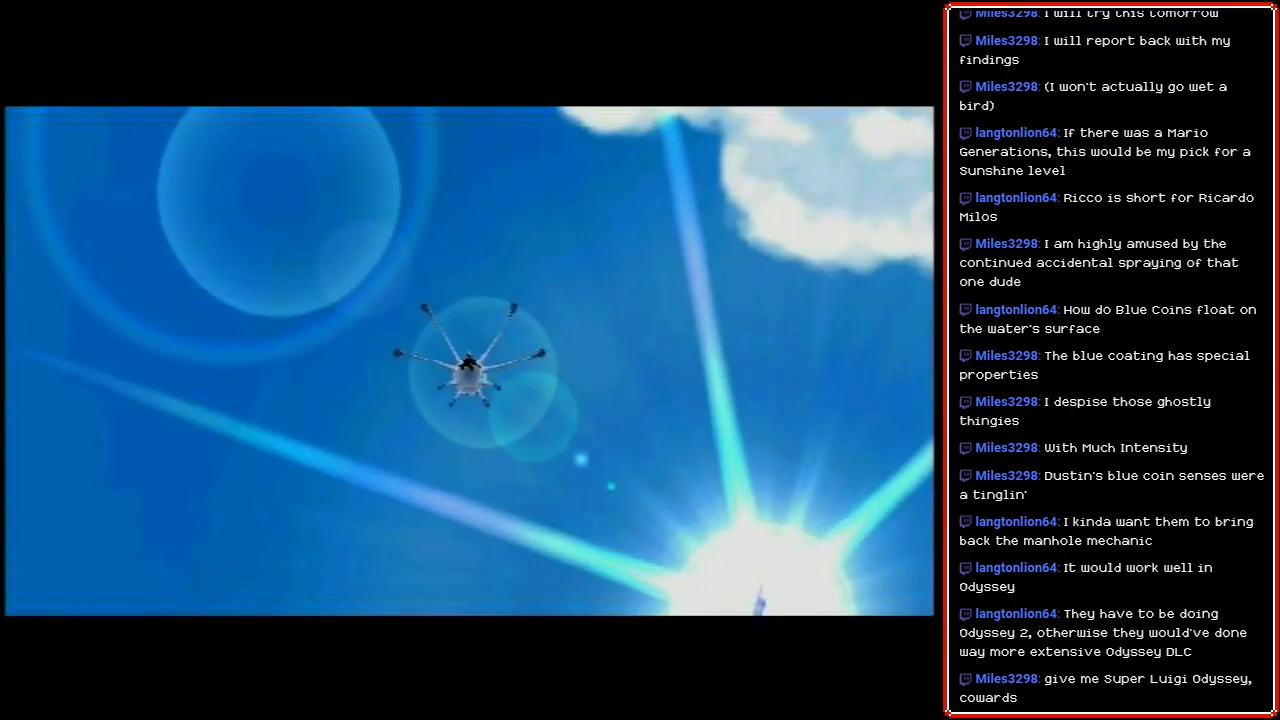 Miles3298: I will try this tomorrow
Miles3298: I will report back with my
findings
Miles3298: (I won't actually go wet a
bird)
langtonlion64: If there was a Mario
Generations, this would be my pick for a
Sunshine level
langtonlion64: Ricco is short for Ricardo
Milos
Miles3298: I am highly amused by the
continued accidental spraying of that
one dude
langtonlion64: How do Blue Coins float on
the water's surface
Miles3298: The blue coating has special
properties
Miles3298: I despise those ghostly
thingies
Miles3298: With Much Intensity
Miles3298: Dustin's blue coin senses were
a tinglin'
langtonlion64: I kinda want them to bring
back the manhole mechanic
langtonlion64: It would work well in
Odyssey
langtonlion64: They have to be doing
Odyssey 2, otherwise they would've done
way more extensive Odyssey DLC
Miles3298: give me Super Luigi Odyssey,
cowards